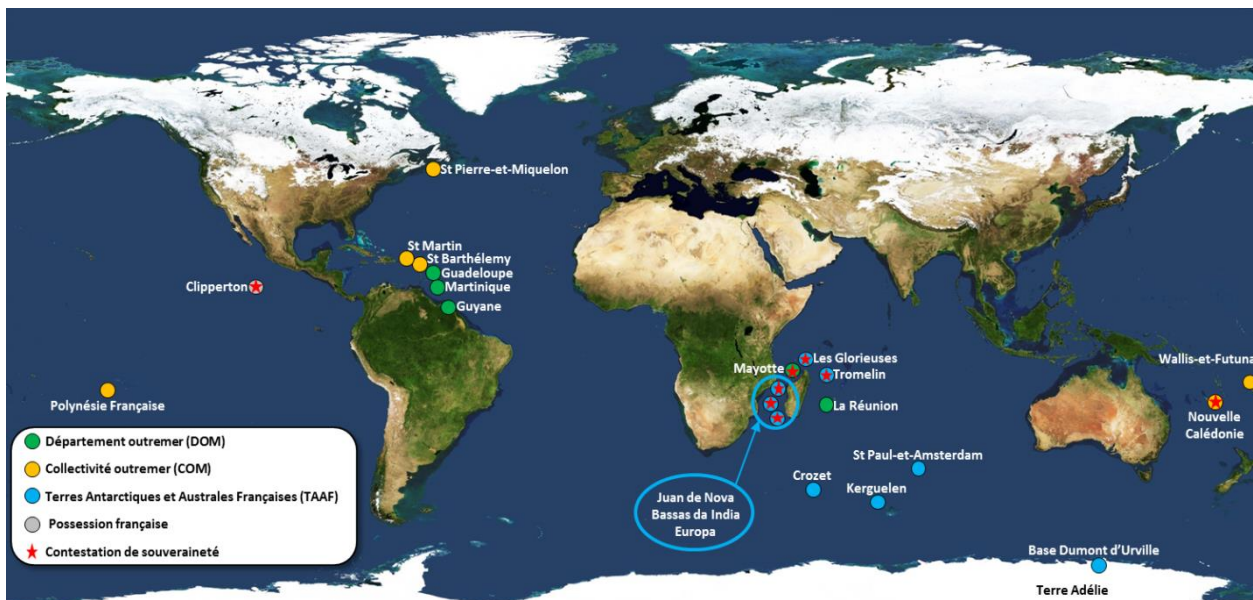 St Pierre-et-Miquelon
St Martin
St Barthélemy
Guadeloupe
Clipperton
Martinique
Guyane
Les Glorieuses
Wallis-et-Futuna
Mayotte
Tromelin
Polynésie Française
La Réunion
Nouvelle
Calédonie
Département outremer (DOM)
Collectivité outremer (COM)
Terres Antarctiques et Australes Françaises (TAAF)
Possession française
Contestation de souveraineté
St Paul-et-Amsterdam
Crozet
Kerguelen
Juan de Nova
Bassas da India
Europa
Base Dumont d'Urville
Terre Adélie